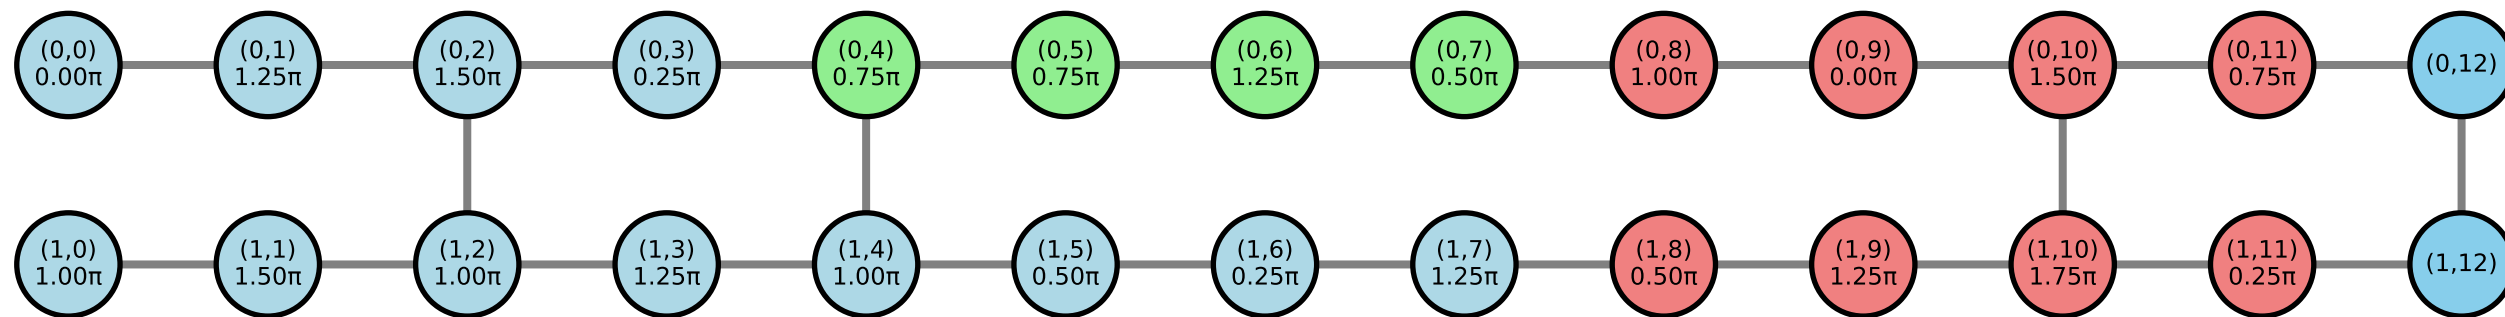 (0,0)
0.00π
(0,1)
1.25π
(0,2)
1.50π
(0,3)
0.25π
(0,4)
0.75π
(0,5)
0.75π
(0,6)
1.25π
(0,7)
0.50π
(0,8)
1.00π
(0,9)
0.00π
(0,10)
1.50π
(0,11)
0.75π
(0,12)
(1,0)
1.00π
(1,1)
1.50π
(1,2)
1.00π
(1,3)
1.25π
(1,4)
1.00π
(1,5)
0.50π
(1,6)
0.25π
(1,7)
1.25π
(1,8)
0.50π
(1,9)
1.25π
(1,10)
1.75π
(1,11)
0.25π
(1,12)